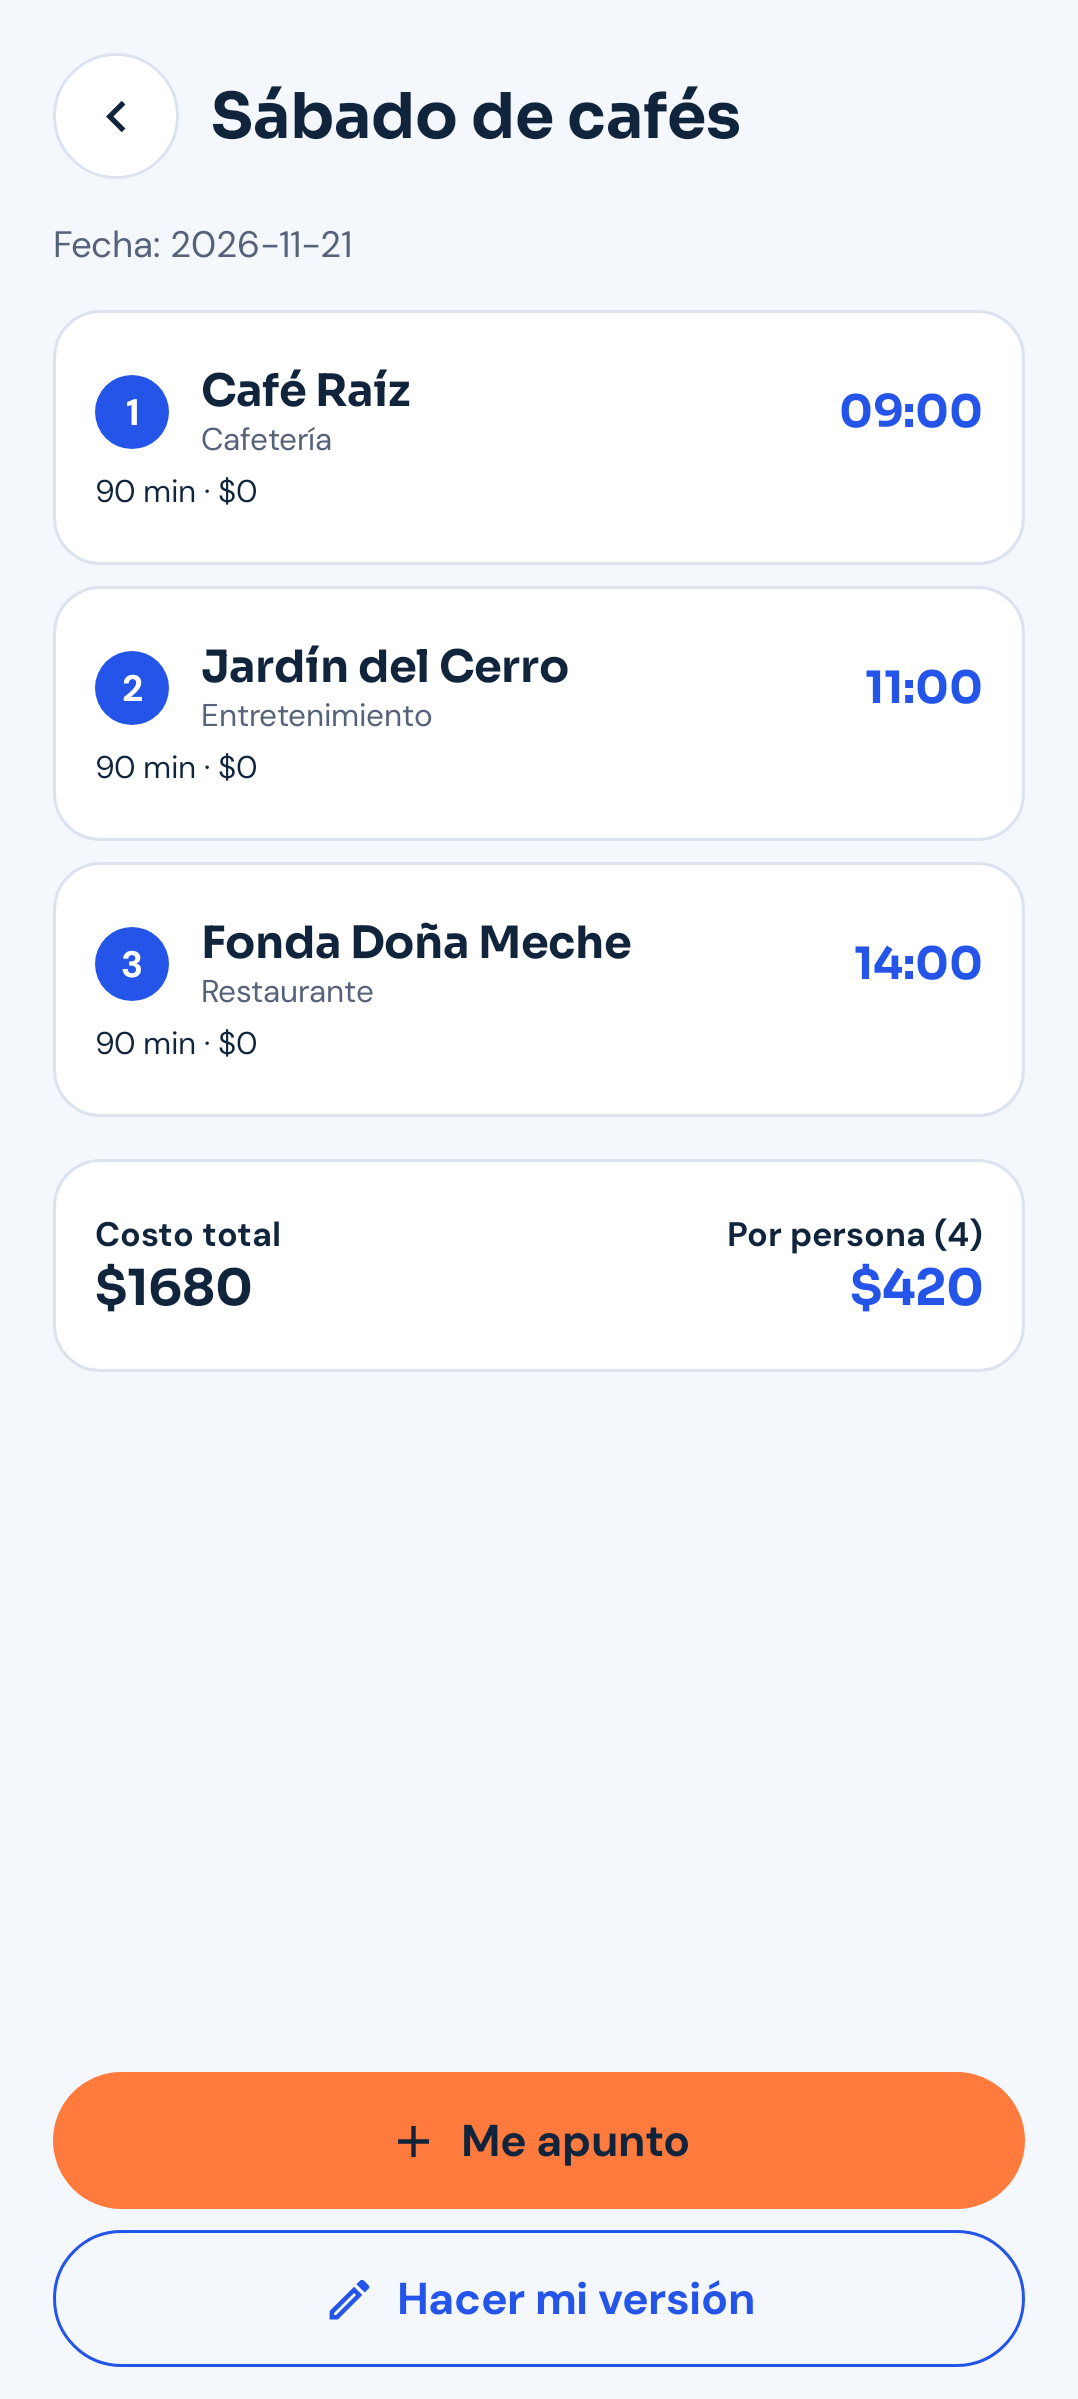 Sábado de cafés
Fecha: 2026-11-21
1
Café Raíz
Cafetería
09:00
90 min · $0
2
Jardín del Cerro
Entretenimiento
11:00
90 min · $0
3
Fonda Doña Meche
Restaurante
14:00
90 min · $0
Costo total
Por persona (4)
$1680
$420
Me apunto
Hacer mi versión